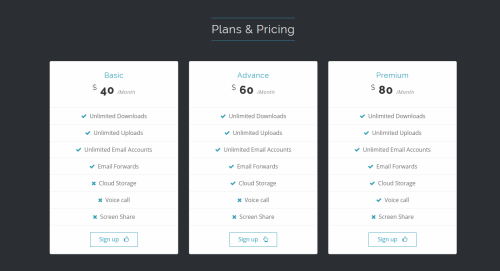 Plans & Pricing
Basic
$ 40 /Month
Unlimited Downloads
Unlimited Uploads
Unlimited Email Accounts
Email Forwards
Cloud Storage
Voice call
Screen Share
Sign up
Advance
$ 60 /Month
Unlimited Downloads
Unlimited Uploads
Unlimited Email Accounts
Email Forwards
Cloud Storage
Voice call
Screen Share
Sign up
Premium
$ 80 /Month
Unlimited Downloads
Unlimited Uploads
Unlimited Email Accounts
Email Forwards
Cloud Storage
Voice call
Screen Share
Sign up